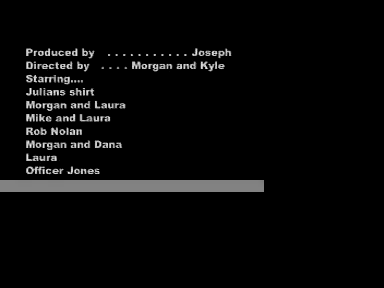 Produced by . . . . . . . . . . . Joseph
Directed by . . . . Morgan and Kyle
Starring....
Julians shirt
Morgan and Laura
Mike and Laura
Rob Nolan
Morgan and Dana
Laura
Officer Jones